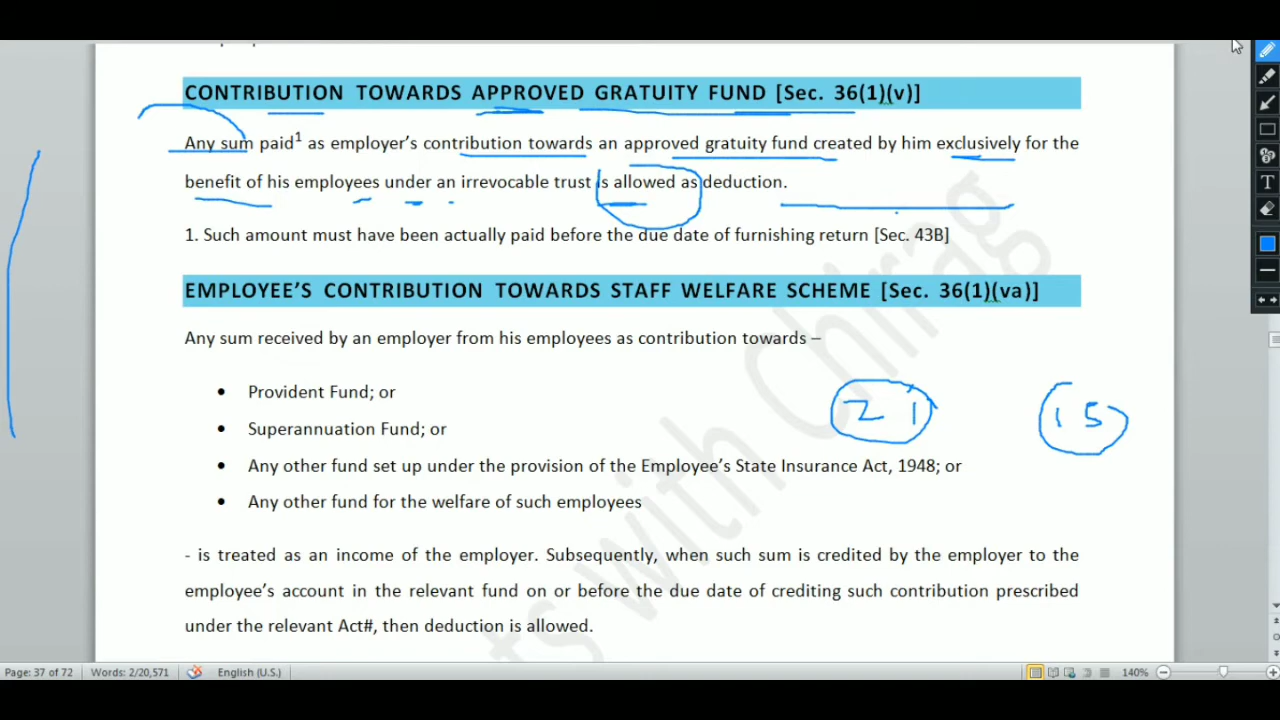 CONTRIBUTION TOWARDS APPROVED GRATUITY FUND [Sec. 36(1)(v)]
Any sum paid1 as employer's contribution towards an approved gratuity fund created by him exclusively for the
benefit of his employees under an irrevocable trust is allowed as deduction.
1. Such amount must have been actually paid before the due date of furnishing return [Sec. 43B]
EMPLOYEE'S CONTRIBUTION TOWARDS STAFF WELFARE SCHEME [Sec. 36(1)(va)]
Any sum received by an employer from his employees as contribution towards –
• Provident Fund; or
21 15
• Superannuation Fund; or
• Any other fund set up under the provision of the Employee's State Insurance Act, 1948; or
• Any other fund for the welfare of such employees
- is treated as an income of the employer. Subsequently, when such sum is credited by the employer to the
employee's account in the relevant fund on or before the due date of crediting such contribution prescribed
under the relevant Act#, then deduction is allowed.
with Chirag
Page: 37 of 72 Words: 2/20,571 English (U.S.) 140%